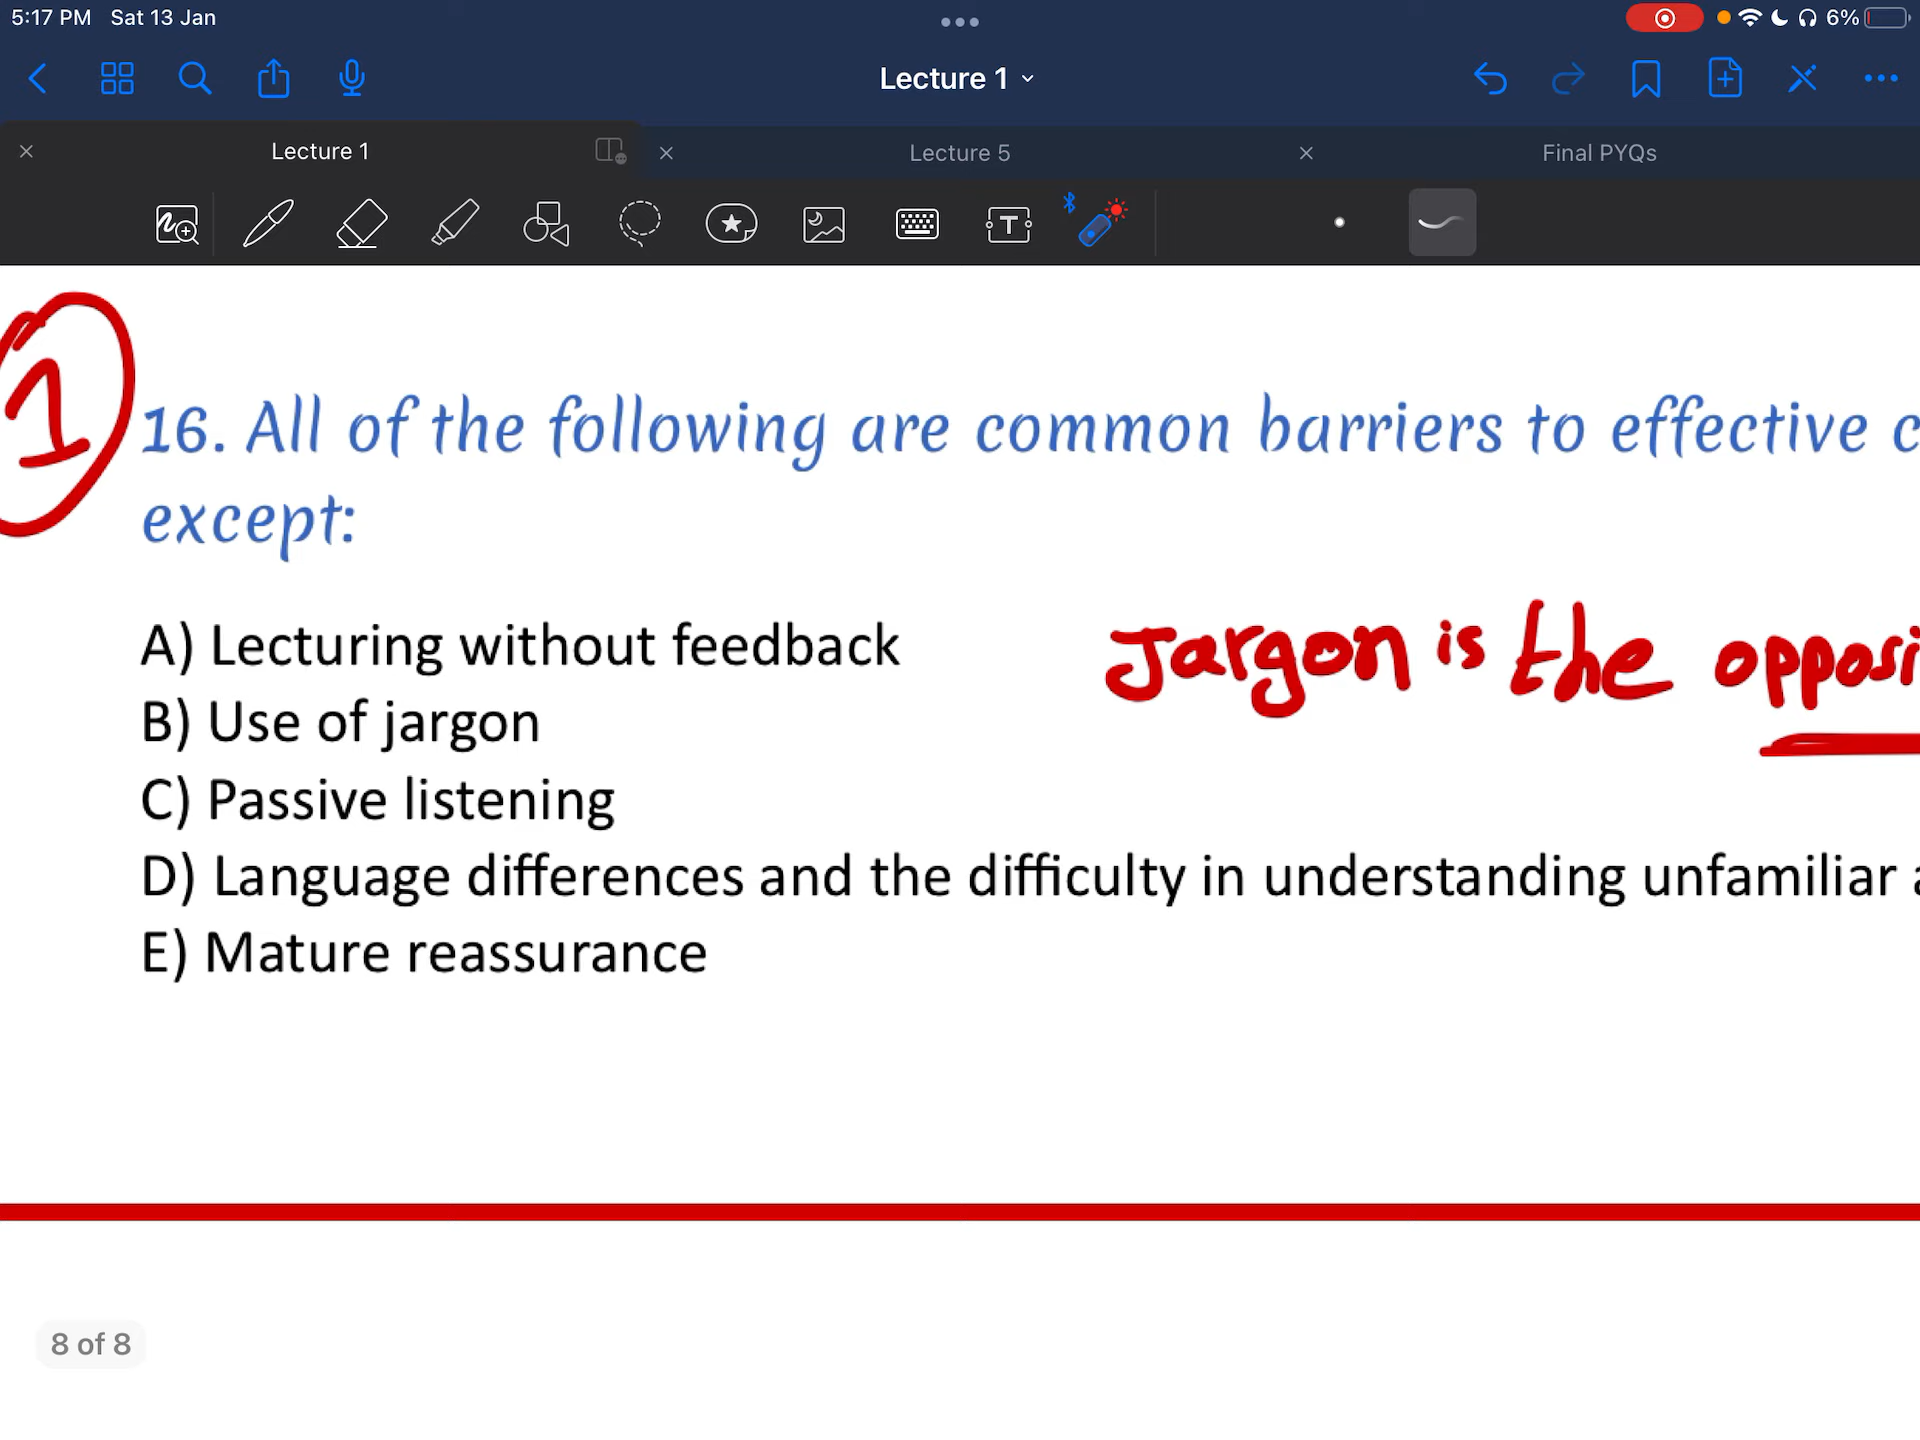 5:17 PM Sat 13 Jan
6%
Lecture 1
Lecture 1
Lecture 5
Final PYQs
1
16. All of the following are common barriers to effective c
except:
A) Lecturing without feedback
Jargon is the opposi
B) Use of jargon
C) Passive listening
D) Language differences and the difficulty in understanding unfamiliar a
E) Mature reassurance
8 of 8